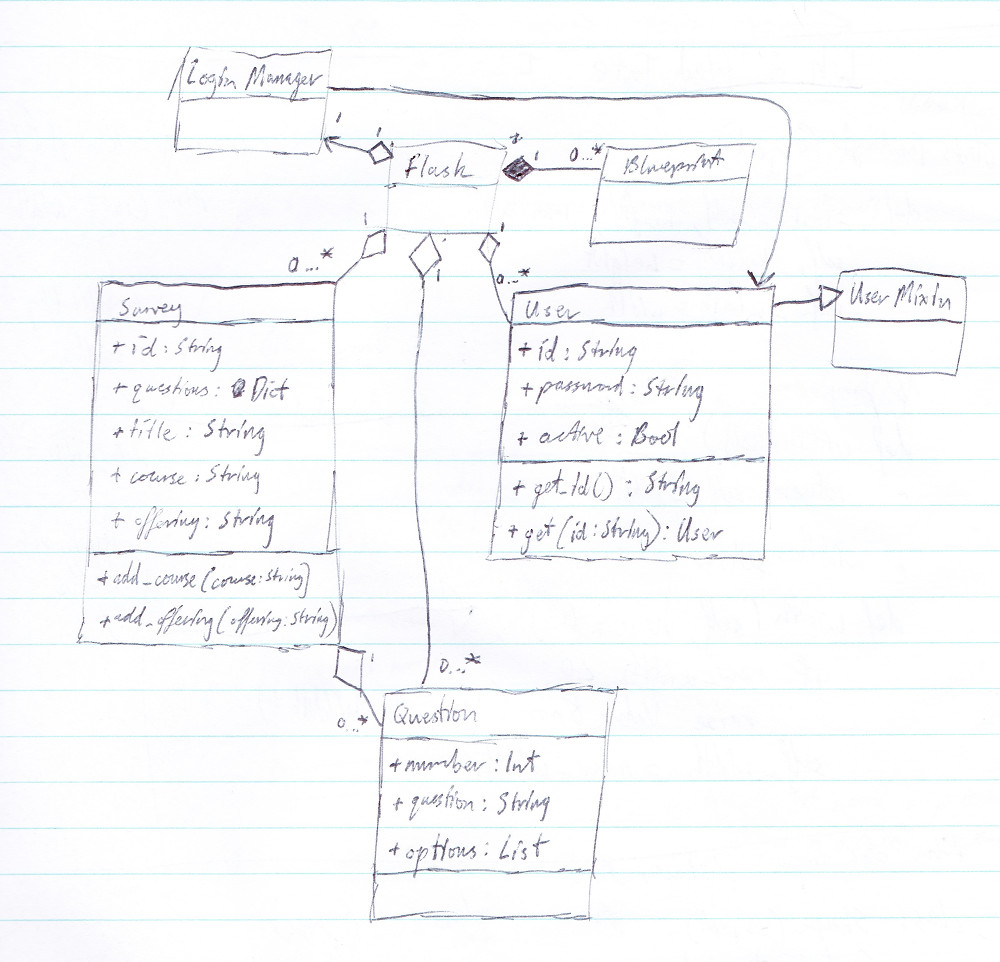 Login Manager
1
1
Flask
*
1
0...*
Blueprint
1
0...*
1
1
0..*
Survey
+ id : String
+ questions : Dict
+ title : String
+ course : String
+ offering : String
+ add_course (course:String)
+ add_offering (offering:String)
User
+ id : String
+ password : String
+ active : Bool
+ get_id() : String
+ get (id:String) : User
User MixIn
1
0...*
0...*
Question
+ number : Int
+ question : String
+ options : List